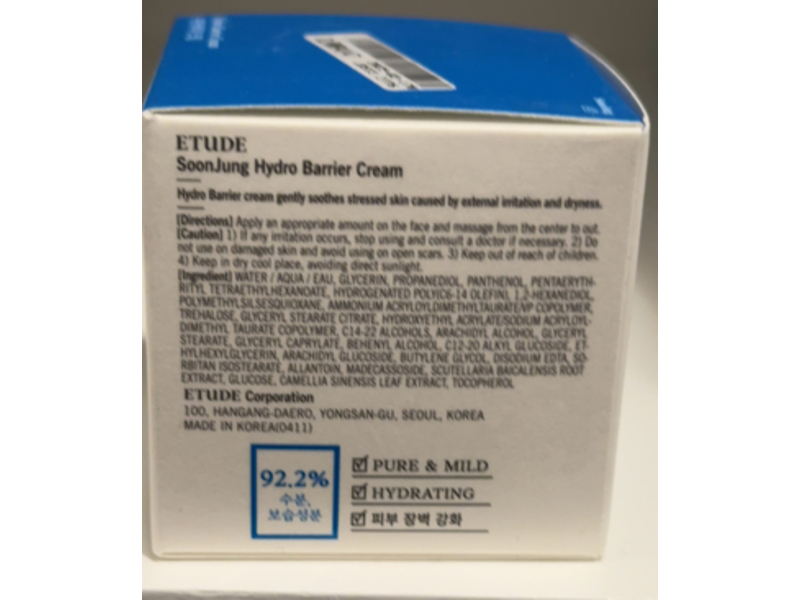 ETUDE
SoonJung Hydro Barrier Cream
Hydro Barrier cream gently soothes stressed skin caused by external irritation and dryness.
[Directions] Apply an appropriate amount on the face and massage from the center to out.
[Caution] 1) If any irritation occurs, stop using and consult a doctor if necessary. 2) Do
not use on damaged skin and avoid using on open scars. 3) Keep out of reach of children.
4) Keep in dry cool place, avoiding direct sunlight.
[Ingredient] WATER / AQUA / EAU, GLYCERIN, PROPANEDIOL, PANTHENOL, PENTAERYTH-
RITYL TETRAETHYLHEXANOATE, HYDROGENATED POLY(C6-14 OLEFIN), 1,2-HEXANEDIOL,
POLYMETHYLSILSESQUIOXANE, AMMONIUM ACRYLOYLDIMETHYLTAURATE/VP COPOLYMER,
TREHALOSE, GLYCERYL STEARATE CITRATE, HYDROXYETHYL ACRYLATE/SODIUM ACRYLOYL-
DIMETHYL TAURATE COPOLYMER, C14-22 ALCOHOLS, ARACHIDYL ALCOHOL, GLYCERYL
STEARATE, GLYCERYL CAPRYLATE, BEHENYL ALCOHOL, C12-20 ALKYL GLUCOSIDE, ET-
HYLHEXYLGLYCERIN, ARACHIDYL GLUCOSIDE, BUTYLENE GLYCOL, DISODIUM EDTA, SO-
RBITAN ISOSTEARATE, ALLANTOIN, MADECASSOSIDE, SCUTELLARIA BAICALENSIS ROOT
EXTRACT, GLUCOSE, CAMELLIA SINENSIS LEAF EXTRACT, TOCOPHEROL
ETUDE Corporation
100, HANGANG-DAERO, YONGSAN-GU, SEOUL, KOREA
MADE IN KOREA(0411)
92.2%
수분,
보습성분
PURE & MILD
HYDRATING
피부 장벽 강화